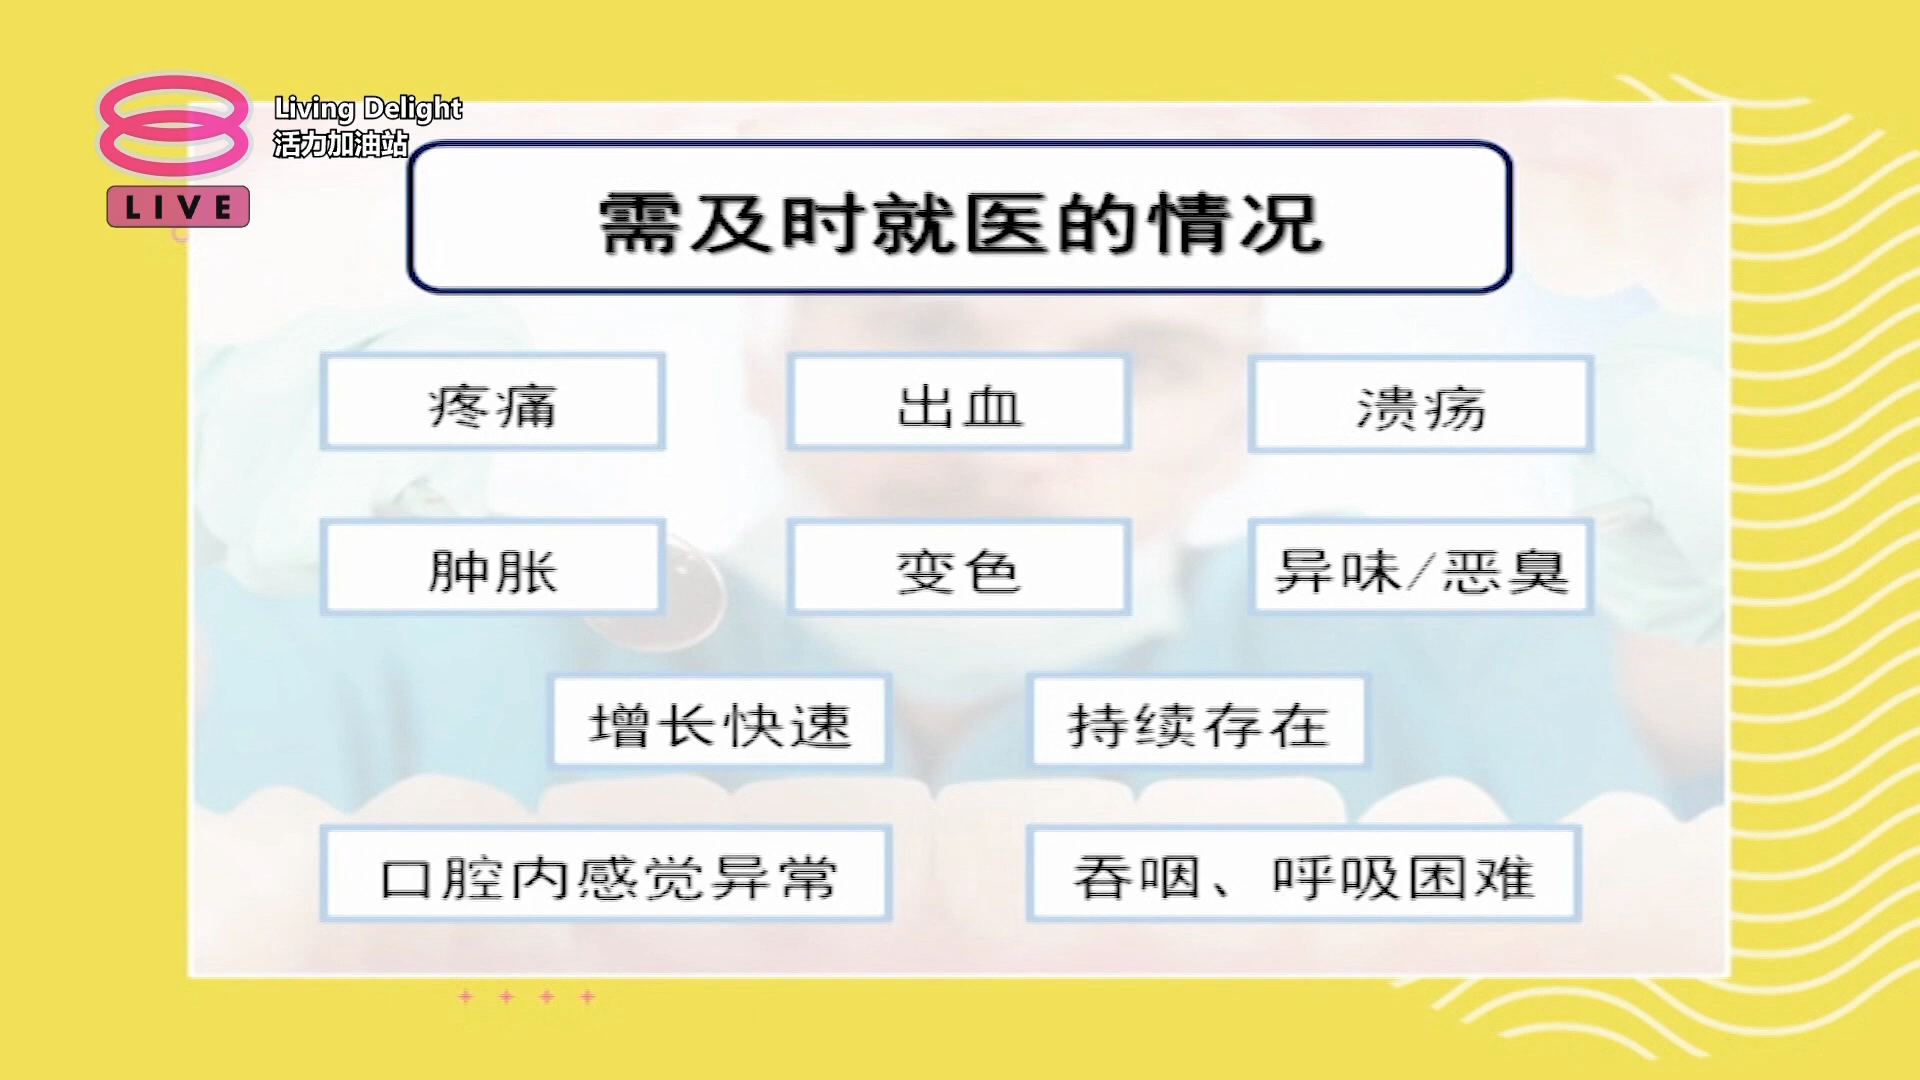 Living Delight
活力加油站
LIVE
需及时就医的情况
疼痛
出血
溃疡
肿胀
变色
异味/恶臭
增长快速
持续存在
口腔内感觉异常
吞咽、呼吸困难